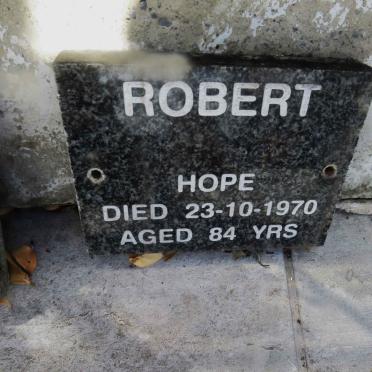 ROBERT
HOPE
DIED 23-10-1970
AGED 84 YRS